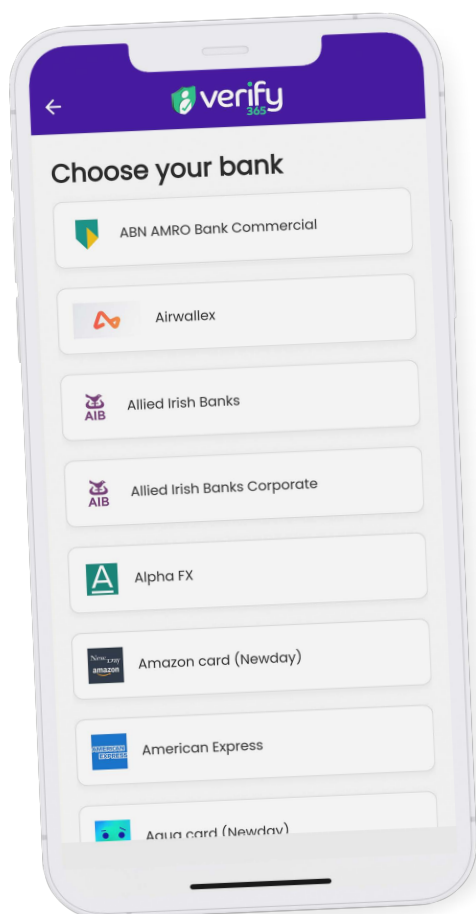 verify
365
Choose your bank
ABN AMRO Bank Commercial
Airwallex
AIB
Allied Irish Banks
AIB
Allied Irish Banks Corporate
A
Alpha FX
Newday
amazon
Amazon card (Newday)
AMERICAN
EXPRESS
American Express
Aqua card (Newday)